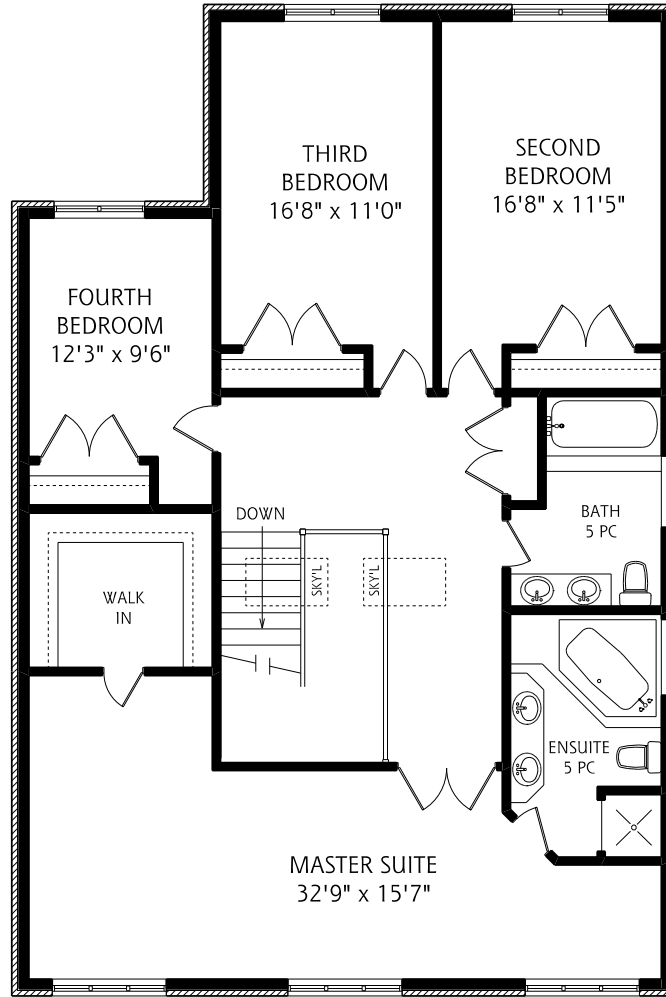 THIRD
BEDROOM
16'8" x 11'0"
SECOND
BEDROOM
16'8" x 11'5"
FOURTH
BEDROOM
12'3" x 9'6"
DOWN
BATH
5 PC
SKY'L
SKY'L
WALK
IN
ENSUITE
5 PC
MASTER SUITE
32'9" x 15'7"